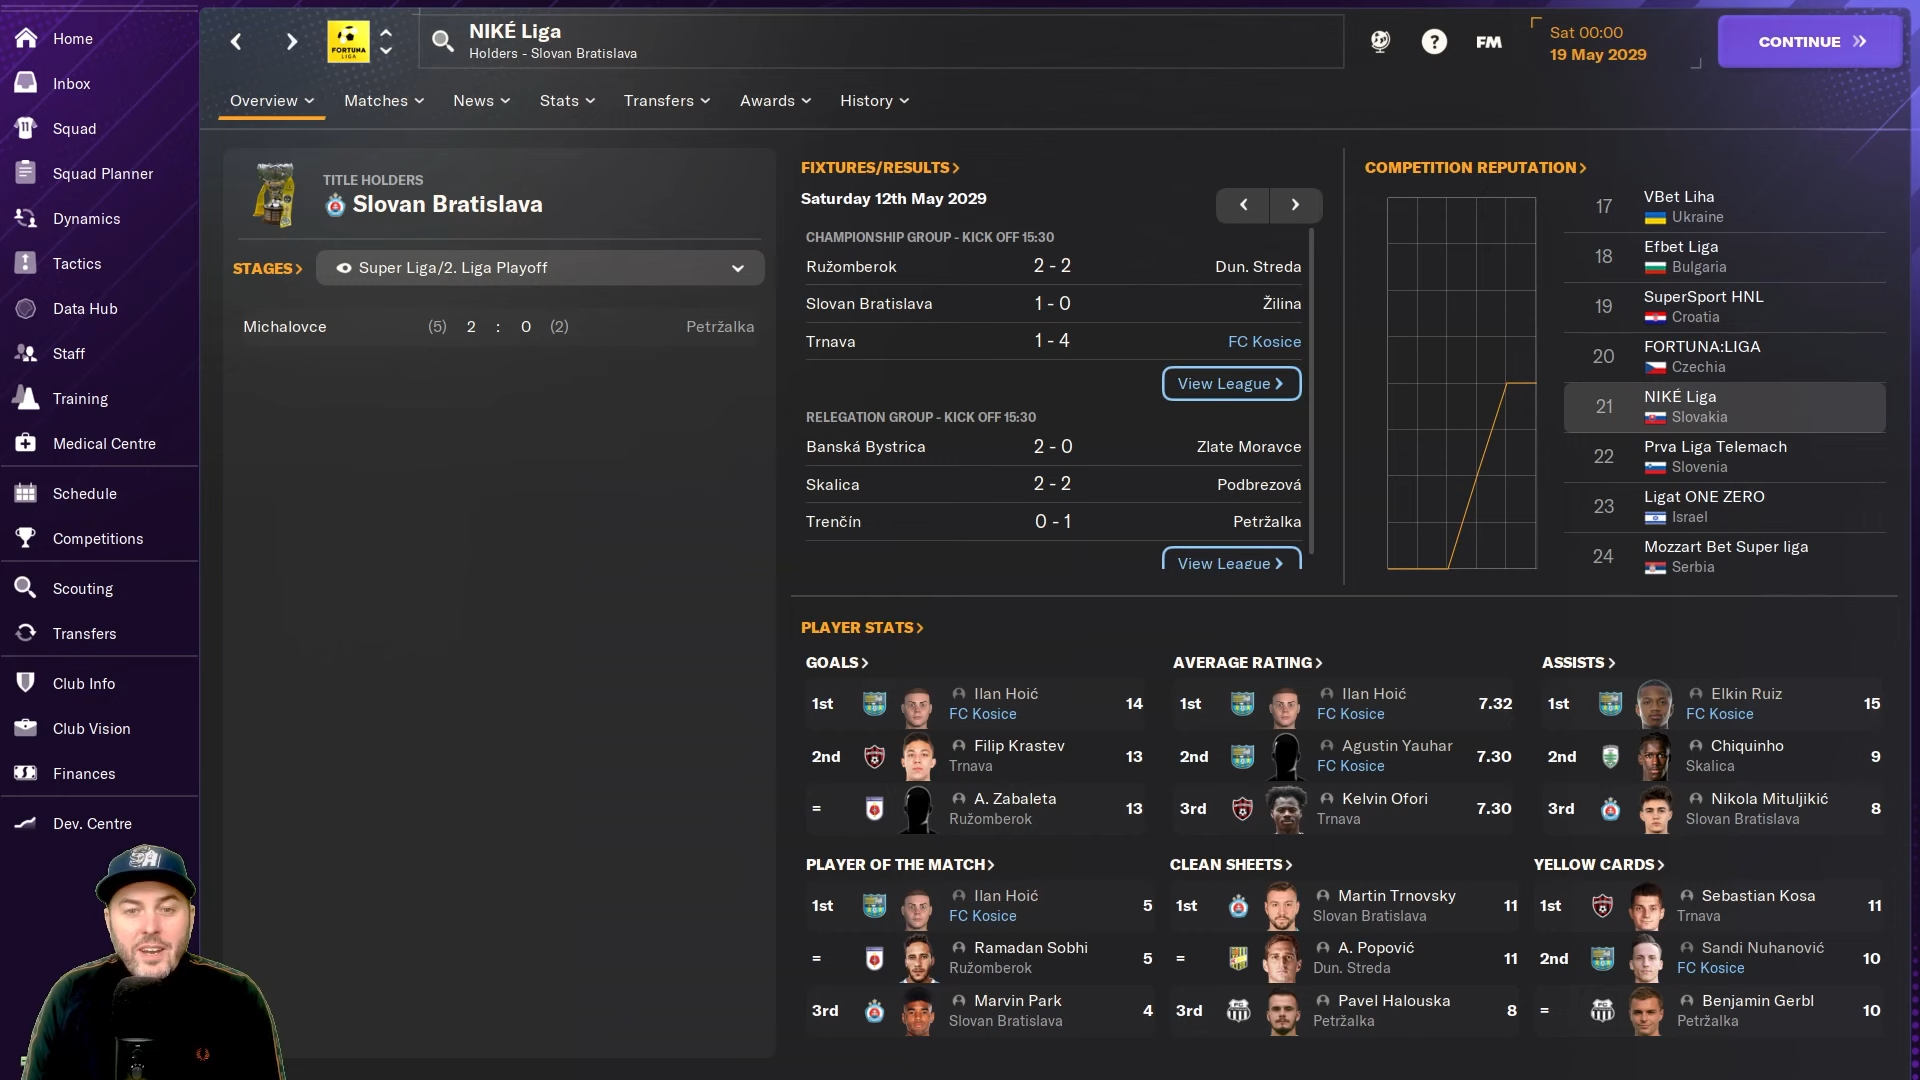 Home
Inbox
Squad
Squad Planner
Dynamics
Tactics
Data Hub
Staff
Training
Medical Centre
Schedule
Competitions
Scouting
Transfers
Club Info
Club Vision
Finances
Dev. Centre
FORTUNA
LIGA
NIKÉ Liga
Holders - Slovan Bratislava
?
FM
Sat 00:00
19 May 2029
CONTINUE
Overview
Matches
News
Stats
Transfers
Awards
History
TITLE HOLDERS
Slovan Bratislava
STAGES
Super Liga/2. Liga Playoff
Michalovce (5) 2 : 0 (2) Petržalka
FIXTURES/RESULTS
Saturday 12th May 2029
CHAMPIONSHIP GROUP - KICK OFF 15:30
Ružomberok 2 - 2 Dun. Streda
Slovan Bratislava 1 - 0 Žilina
Trnava 1 - 4 FC Kosice
View League
RELEGATION GROUP - KICK OFF 15:30
Banská Bystrica 2 - 0 Zlate Moravce
Skalica 2 - 2 Podbrezová
Trenčín 0 - 1 Petržalka
View League
COMPETITION REPUTATION
17 VBet Liha
Ukraine
18 Efbet Liga
Bulgaria
19 SuperSport HNL
Croatia
20 FORTUNA:LIGA
Czechia
21 NIKÉ Liga
Slovakia
22 Prva Liga Telemach
Slovenia
23 Ligat ONE ZERO
Israel
24 Mozzart Bet Super liga
Serbia
PLAYER STATS
GOALS
1st Ilan Hoić 14
FC Kosice
2nd Filip Krastev 13
Trnava
= A. Zabaleta 13
Ružomberok
AVERAGE RATING
1st Ilan Hoić 7.32
FC Kosice
2nd Agustin Yauhar 7.30
FC Kosice
3rd Kelvin Ofori 7.30
Trnava
ASSISTS
1st Elkin Ruiz 15
FC Kosice
2nd Chiquinho 9
Skalica
3rd Nikola Mituljikić 8
Slovan Bratislava
PLAYER OF THE MATCH
1st Ilan Hoić 5
FC Kosice
= Ramadan Sobhi 5
Ružomberok
3rd Marvin Park 4
Slovan Bratislava
CLEAN SHEETS
1st Martin Trnovsky 11
Slovan Bratislava
= A. Popović 11
Dun. Streda
3rd Pavel Halouska 8
Petržalka
YELLOW CARDS
1st Sebastian Kosa 11
Trnava
2nd Sandi Nuhanović 10
FC Kosice
= Benjamin Gerbl 10
Petržalka